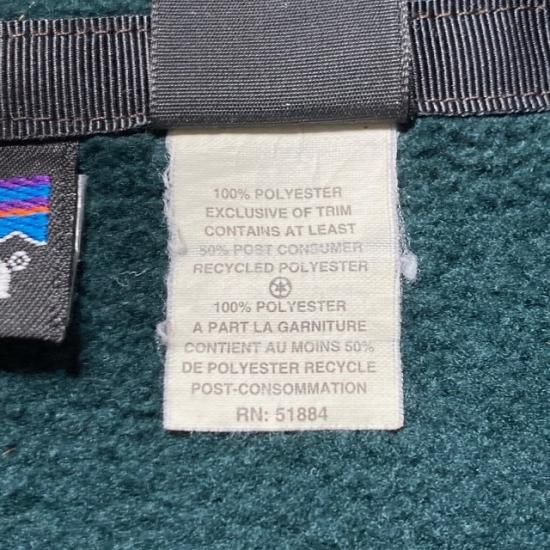 100% POLYESTER
EXCLUSIVE OF TRIM
CONTAINS AT LEAST
50% POST CONSUMER
RECYCLED POLYESTER
100% POLYESTER
A PART LA GARNITURE
CONTIENT AU MOINS 50%
DE POLYESTER RECYCLE
POST-CONSOMMATION
RN: 51884